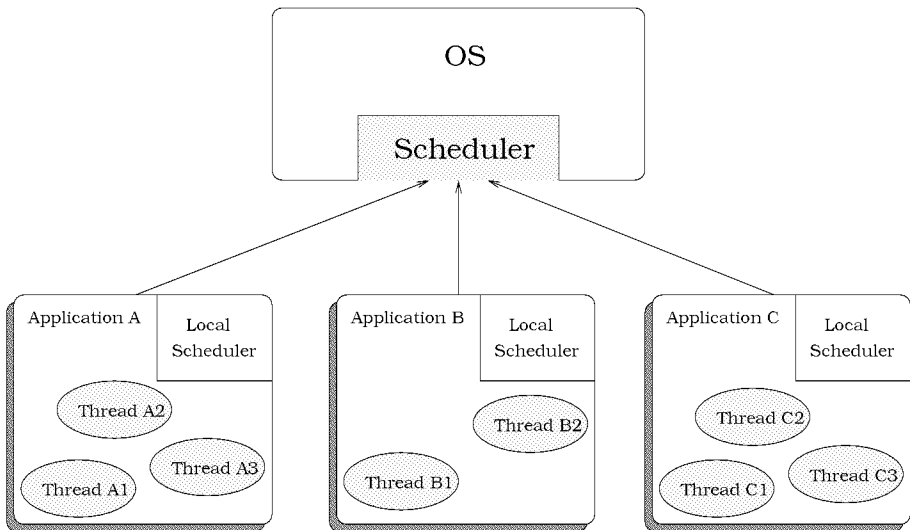 OS
Scheduler
Application A
Local
Scheduler
Thread A2
Thread A3
Thread A1
Application B
Local
Scheduler
Thread B2
Thread B1
Application C
Local
Scheduler
Thread C2
Thread C3
Thread C1